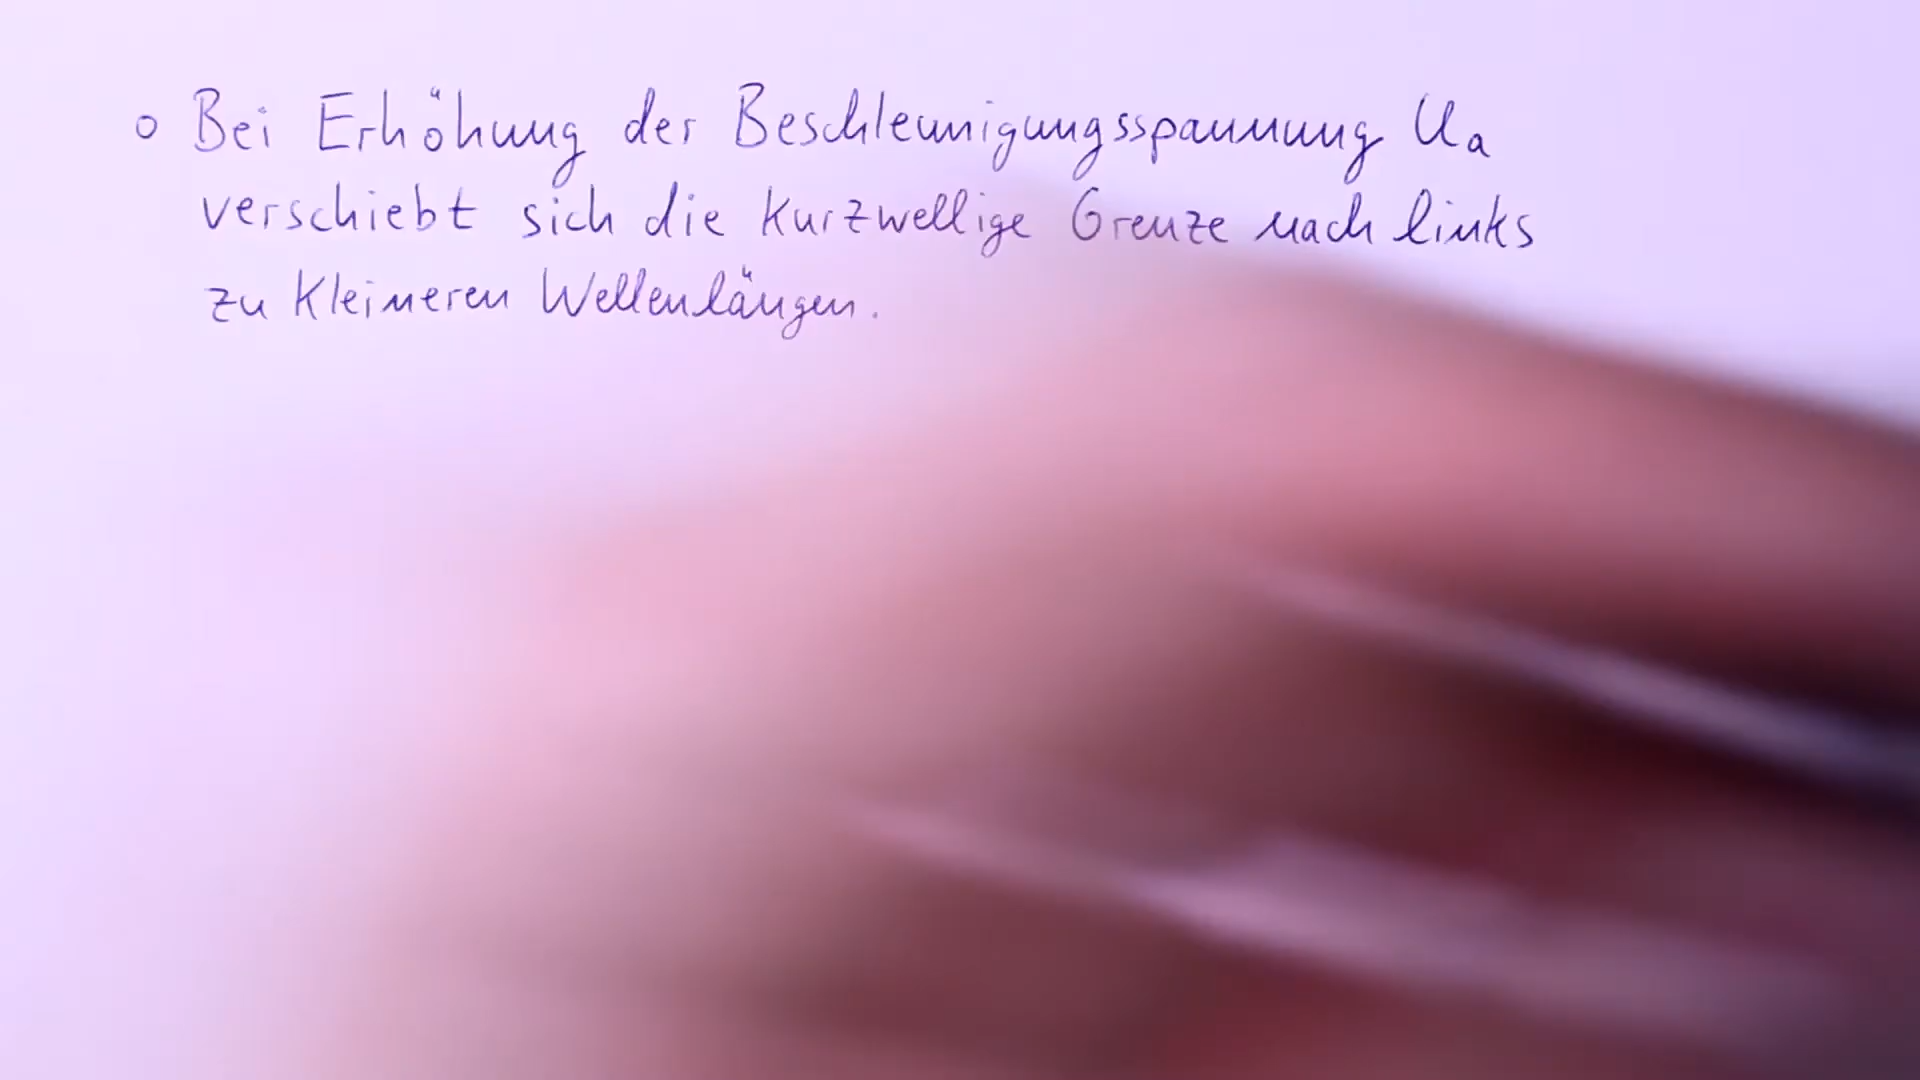 o Bei Erhöhung der Beschleunigungsspannung Ua
verschiebt sich die kurzwellige Grenze nach links
zu kleineren Wellenlängen.